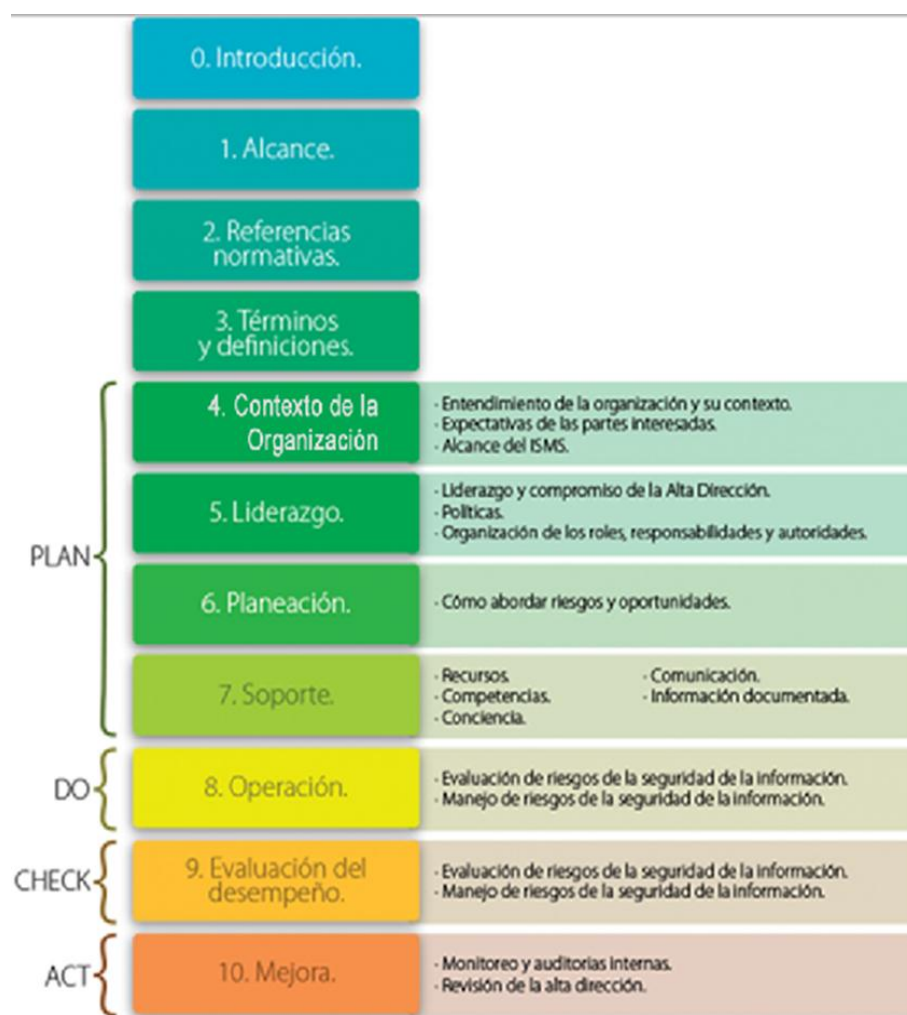 0. Introducción.
1. Alcance.
2. Referencias
normativas.
3. Términos
y definiciones.
PLAN
4. Contexto de la
Organización
· Entendimiento de la organización y su contexto.
· Expectativas de las partes interesadas.
· Alcance del ISMS.
5. Liderazgo.
· Liderazgo y compromiso de la Alta Dirección.
· Políticas.
· Organización de los roles, responsabilidades y autoridades.
6. Planeación.
· Cómo abordar riesgos y oportunidades.
7. Soporte.
· Recursos.
· Competencias.
· Conciencia.
· Comunicación.
· Información documentada.
DO
8. Operación.
· Evaluación de riesgos de la seguridad de la información.
· Manejo de riesgos de la seguridad de la información.
CHECK
9. Evaluación del
desempeño.
· Evaluación de riesgos de la seguridad de la información.
· Manejo de riesgos de la seguridad de la información.
ACT
10. Mejora.
· Monitoreo y auditorias internas.
· Revisión de la alta dirección.